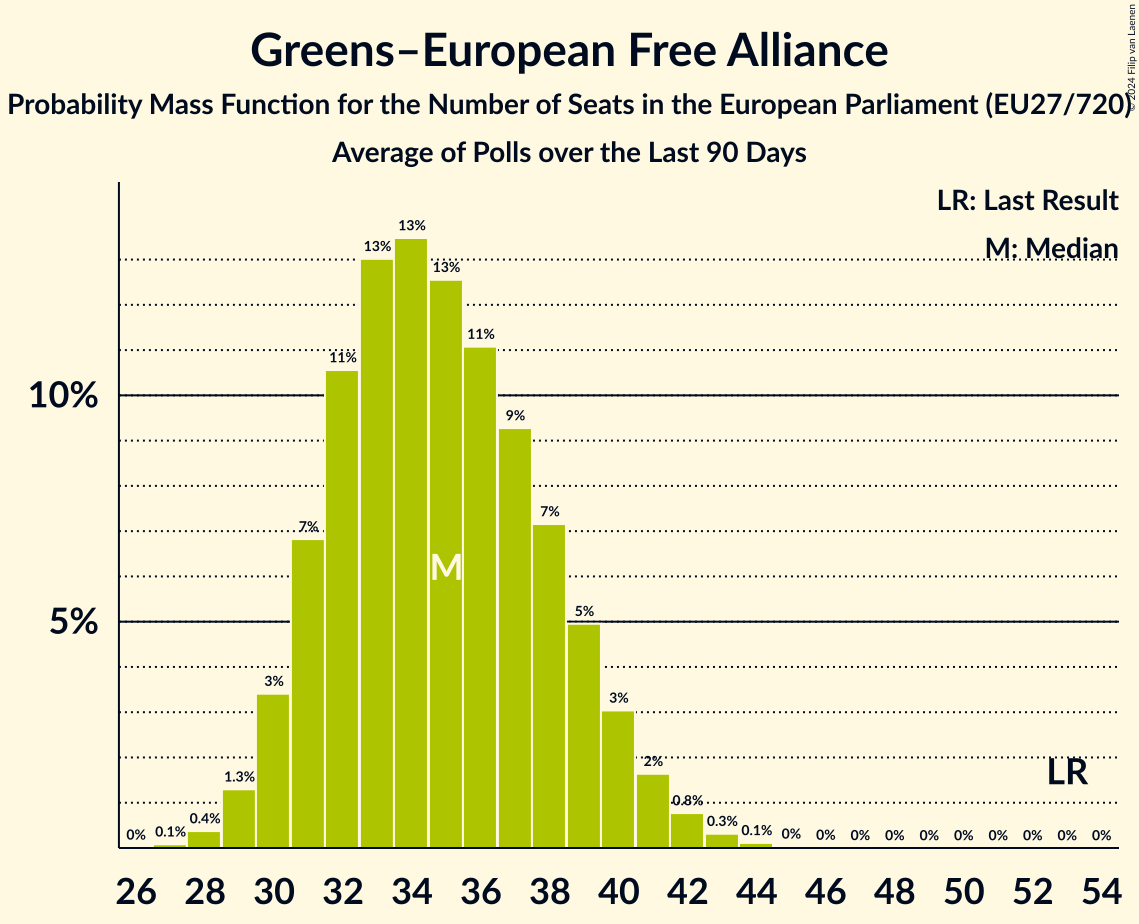 © 2024 Filip van Laenen
Greens–European Free Alliance
Probability Mass Function for the Number of Seats in the European Parliament (EU27/720)
Average of Polls over the Last 90 Days
LR: Last Result
M: Median
10%
5%
0% 0.1% 0.4% 1.3% 3% 7% 11% 13% 13% 13% 11% 9% 7% 5% 3% 2% 0.8% 0.3% 0.1% 0% 0% 0% 0% 0% 0% 0% 0% 0% 0%
M
LR
26 28 30 32 34 36 38 40 42 44 46 48 50 52 54